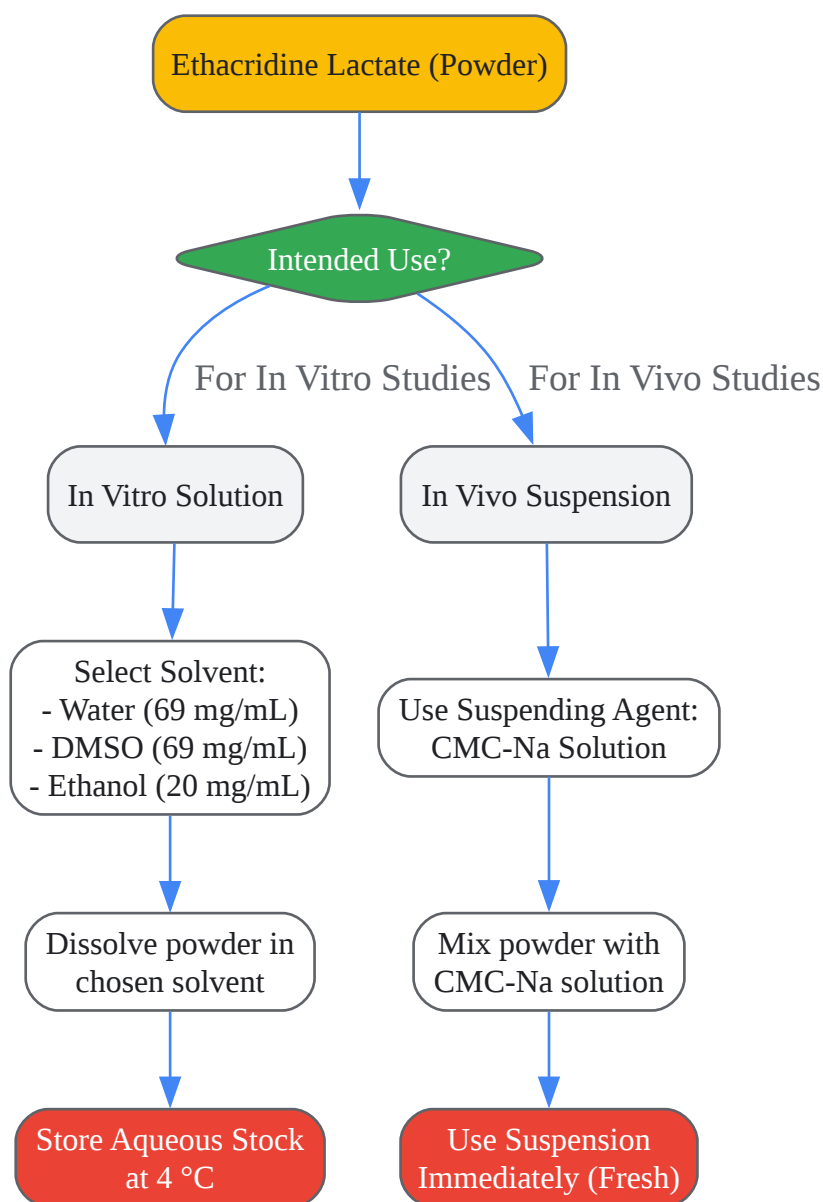 Ethacridine Lactate (Powder)
Intended Use?
For In Vitro Studies
For In Vivo Studies
In Vitro Solution
In Vivo Suspension
Select Solvent:
- Water (69 mg/mL)
- DMSO (69 mg/mL)
- Ethanol (20 mg/mL)
Use Suspending Agent:
CMC-Na Solution
Dissolve powder in
chosen solvent
Mix powder with
CMC-Na solution
Store Aqueous Stock
at 4 °C
Use Suspension
Immediately (Fresh)